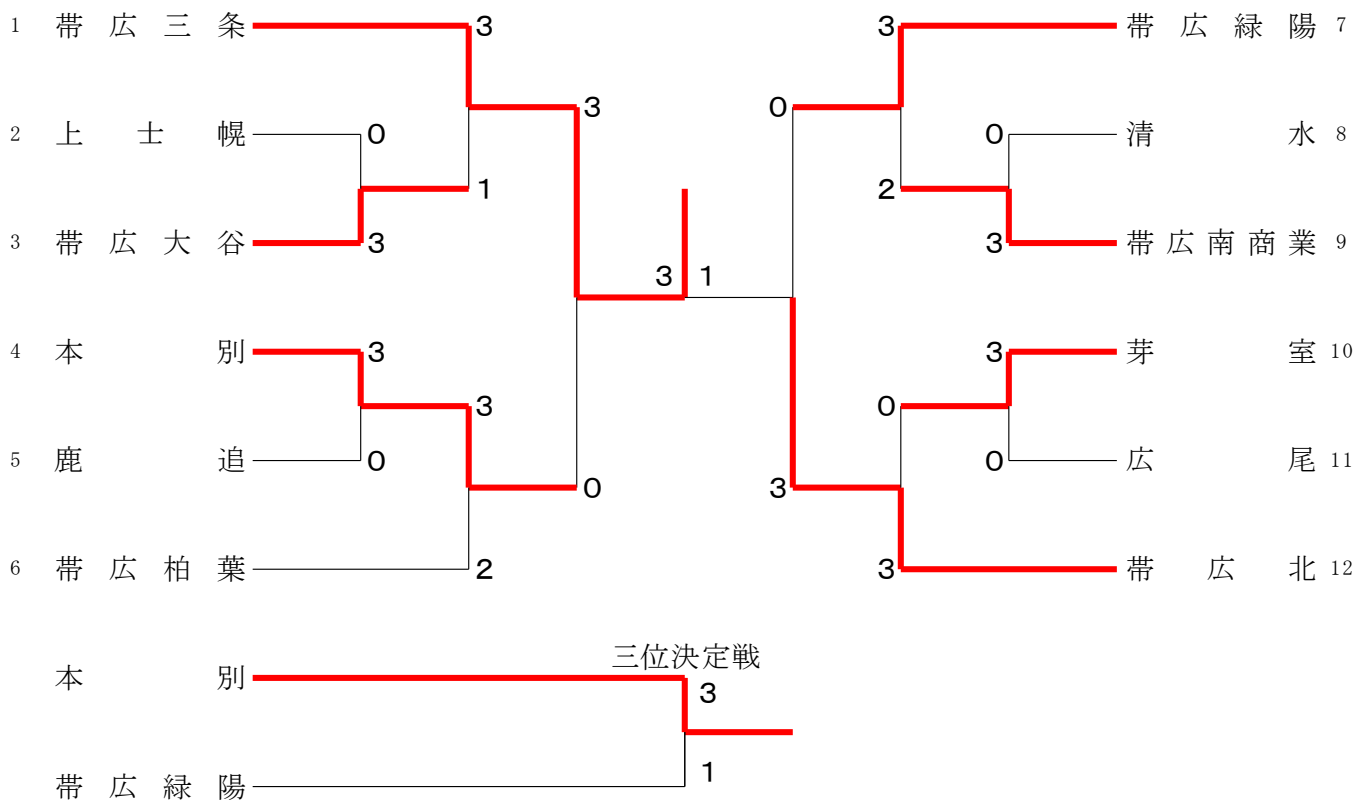 1 帯広三条 3 3 帯広緑陽 7
3 0
2 上士幌 0 0 清水 8
1 2
3 帯広大谷 3 3 帯広南商業 9
3 1
4 本別 3 3 芽室 10
3 0
5 鹿追 0 0 広尾 11
0 3
6 帯広柏葉 2 3 帯広北 12
三位決定戦
本別 3
1
帯広緑陽